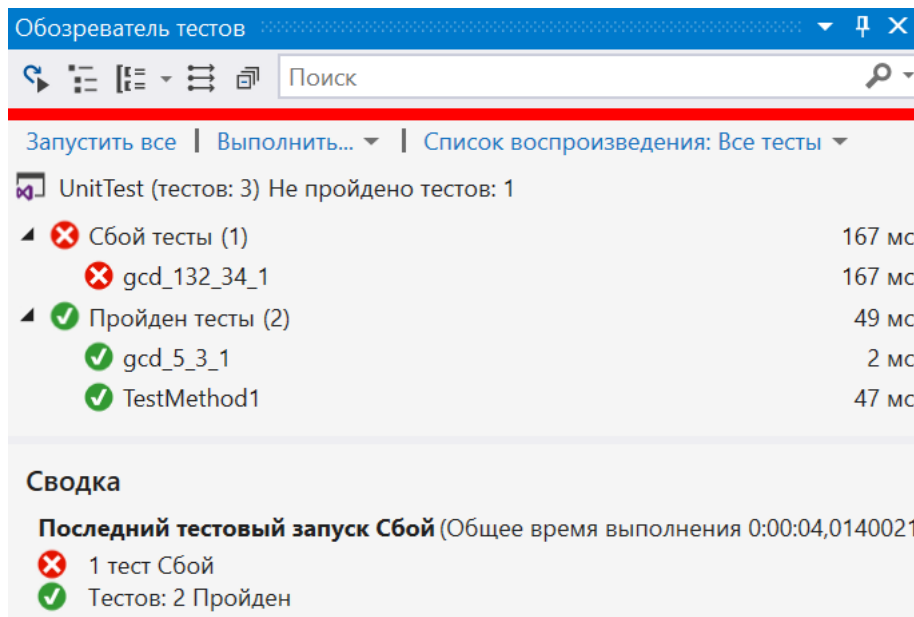 Обозреватель тестов
Поиск
Запустить все | Выполнить... | Список воспроизведения: Все тесты
UnitTest (тестов: 3) Не пройдено тестов: 1
Сбой тесты (1) 167 мс
gcd_132_34_1 167 мс
Пройден тесты (2) 49 мс
gcd_5_3_1 2 мс
TestMethod1 47 мс
Сводка
Последний тестовый запуск Сбой (Общее время выполнения 0:00:04,0140021
1 тест Сбой
Тестов: 2 Пройден